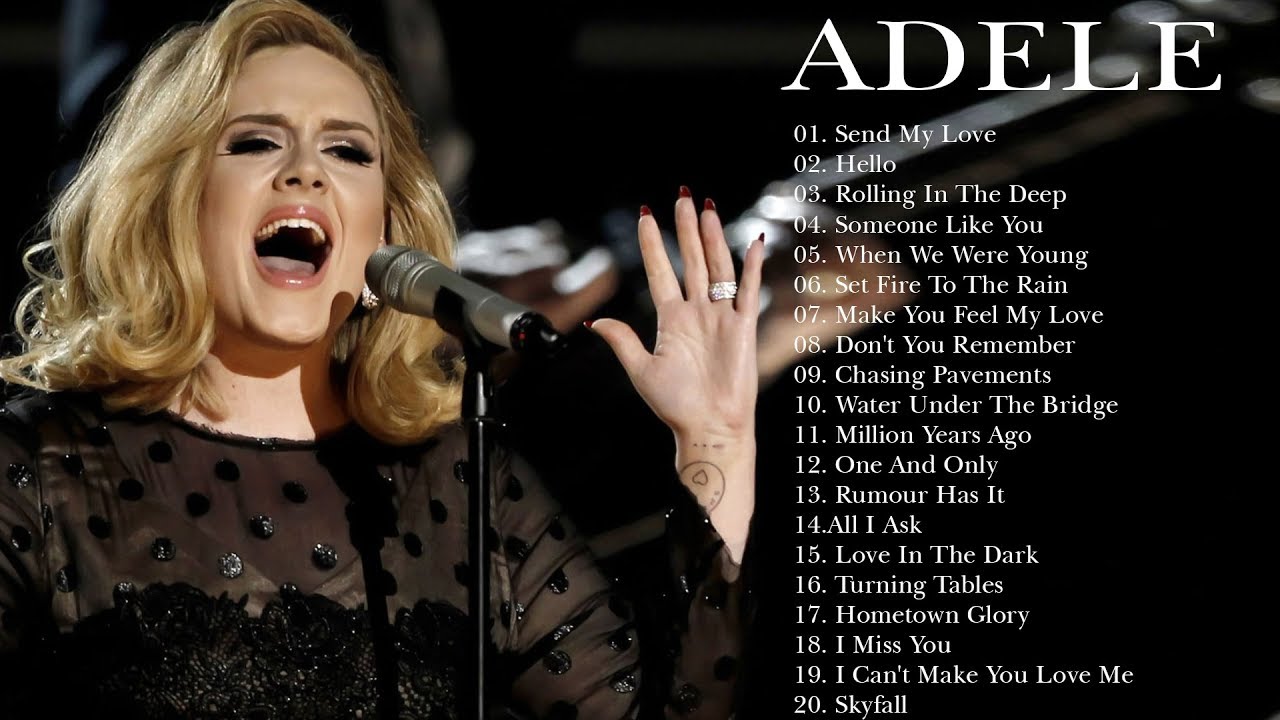 ADELE
01. Send My Love
02. Hello
03. Rolling In The Deep
04. Someone Like You
05. When We Were Young
06. Set Fire To The Rain
07. Make You Feel My Love
08. Don't You Remember
09. Chasing Pavements
10. Water Under The Bridge
11. Million Years Ago
12. One And Only
13. Rumour Has It
14.All I Ask
15. Love In The Dark
16. Turning Tables
17. Hometown Glory
18. I Miss You
19. I Can't Make You Love Me
20. Skyfall